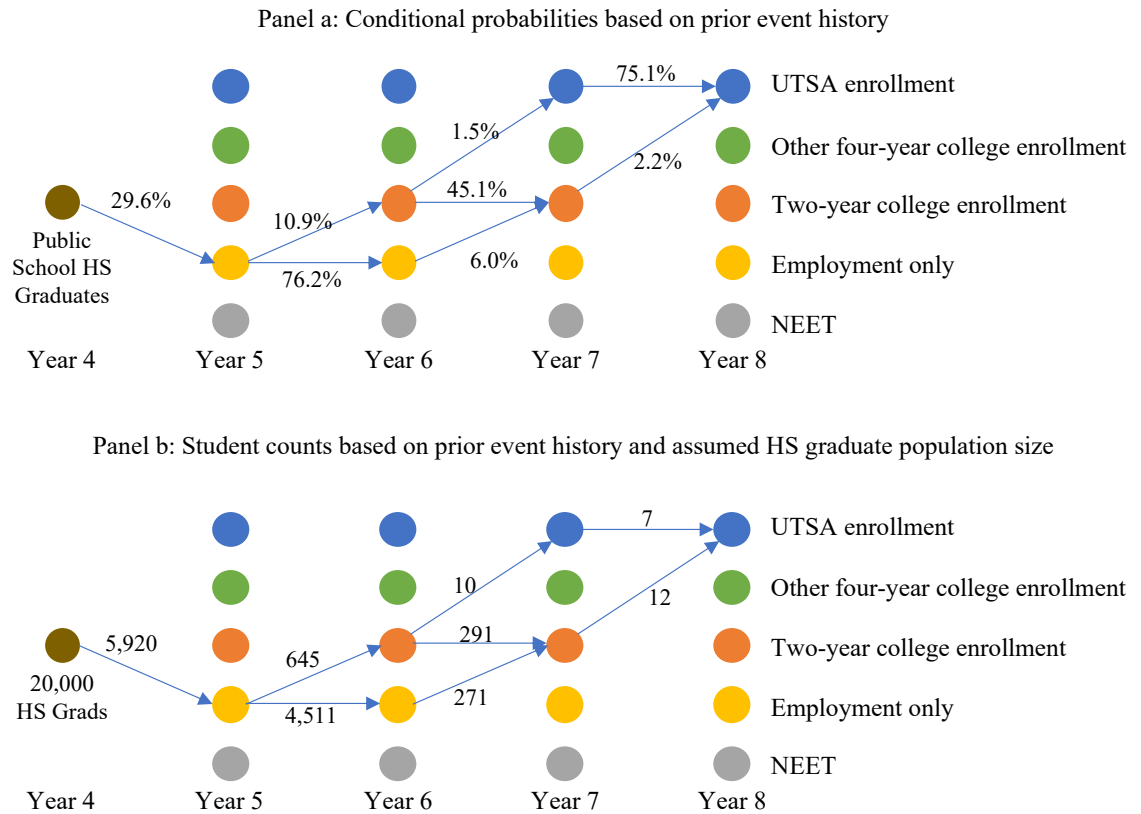 Panel a: Conditional probabilities based on prior event history
75.1%
UTSA enrollment
1.5%
Other four-year college enrollment
2.2%
29.6%
45.1%
Two-year college enrollment
10.9%
Public
School HS
Graduates
76.2%
6.0%
Employment only
NEET
Year 4
Year 5
Year 6
Year 7
Year 8
Panel b: Student counts based on prior event history and assumed HS graduate population size
7
UTSA enrollment
10
12
Other four-year college enrollment
5,920
291
Two-year college enrollment
645
20,000
HS Grads
4,511
271
Employment only
NEET
Year 4
Year 5
Year 6
Year 7
Year 8